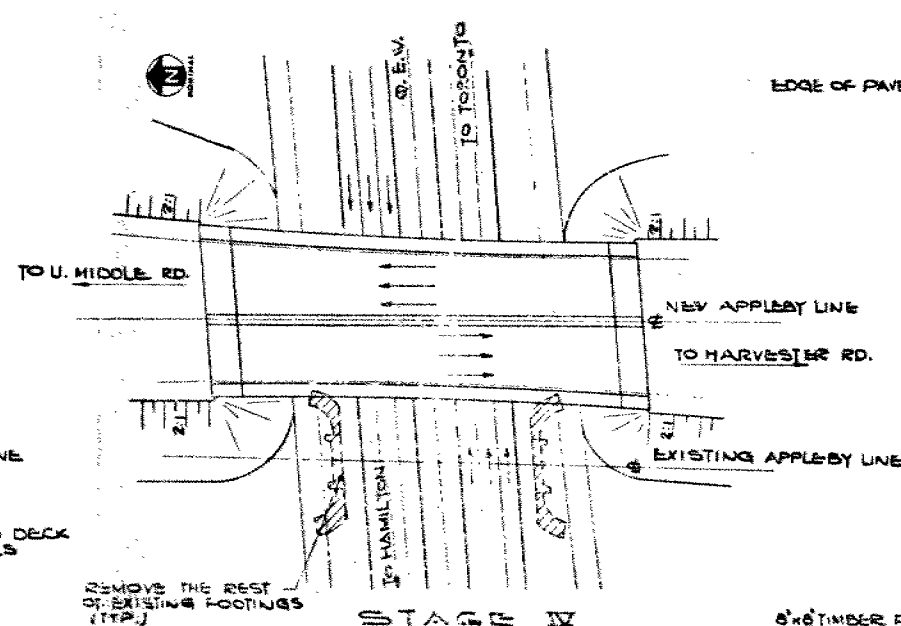 N
NOMINAL
Q.E.W.
TO TORONTO
EDGE OF PAVE
2:1
2:1
TO U. MIDDLE RD.
NEW APPLEBY LINE
TO HARVESTER RD.
2:1
2:1
NE
EXISTING APPLEBY LINE
TO HAMILTON
DECK
S
REMOVE THE REST
OF EXISTING FOOTINGS
(TYP.)
STAGE IV
8"x8" TIMBER P